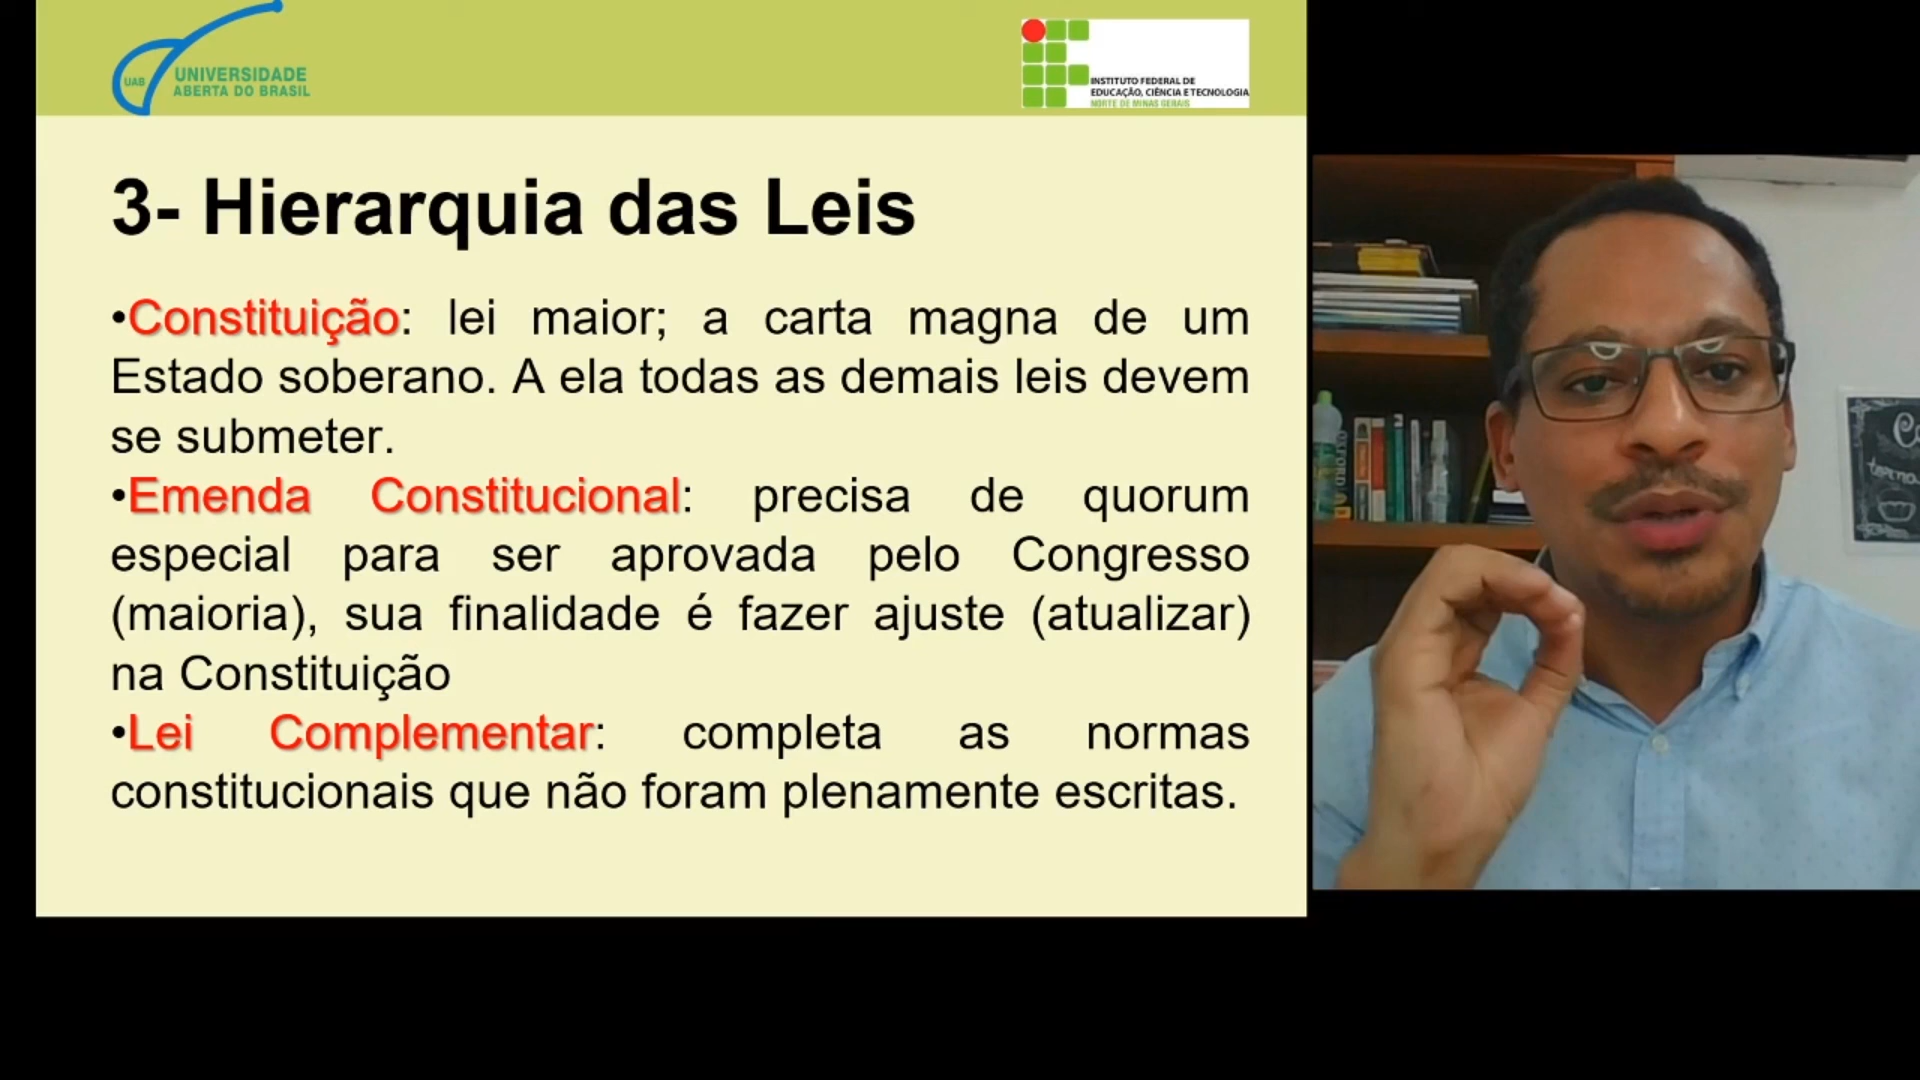 UAB
UNIVERSIDADE
ABERTA DO BRASIL
INSTITUTO FEDERAL DE
EDUCAÇÃO, CIÊNCIA E TECNOLOGIA
NORTE DE MINAS GERAIS
3- Hierarquia das Leis
•Constituição: lei maior; a carta magna de um
Estado soberano. A ela todas as demais leis devem
se submeter.
•Emenda Constitucional: precisa de quorum
especial para ser aprovada pelo Congresso
(maioria), sua finalidade é fazer ajuste (atualizar)
na Constituição
•Lei Complementar: completa as normas
constitucionais que não foram plenamente escritas.
OXFORD